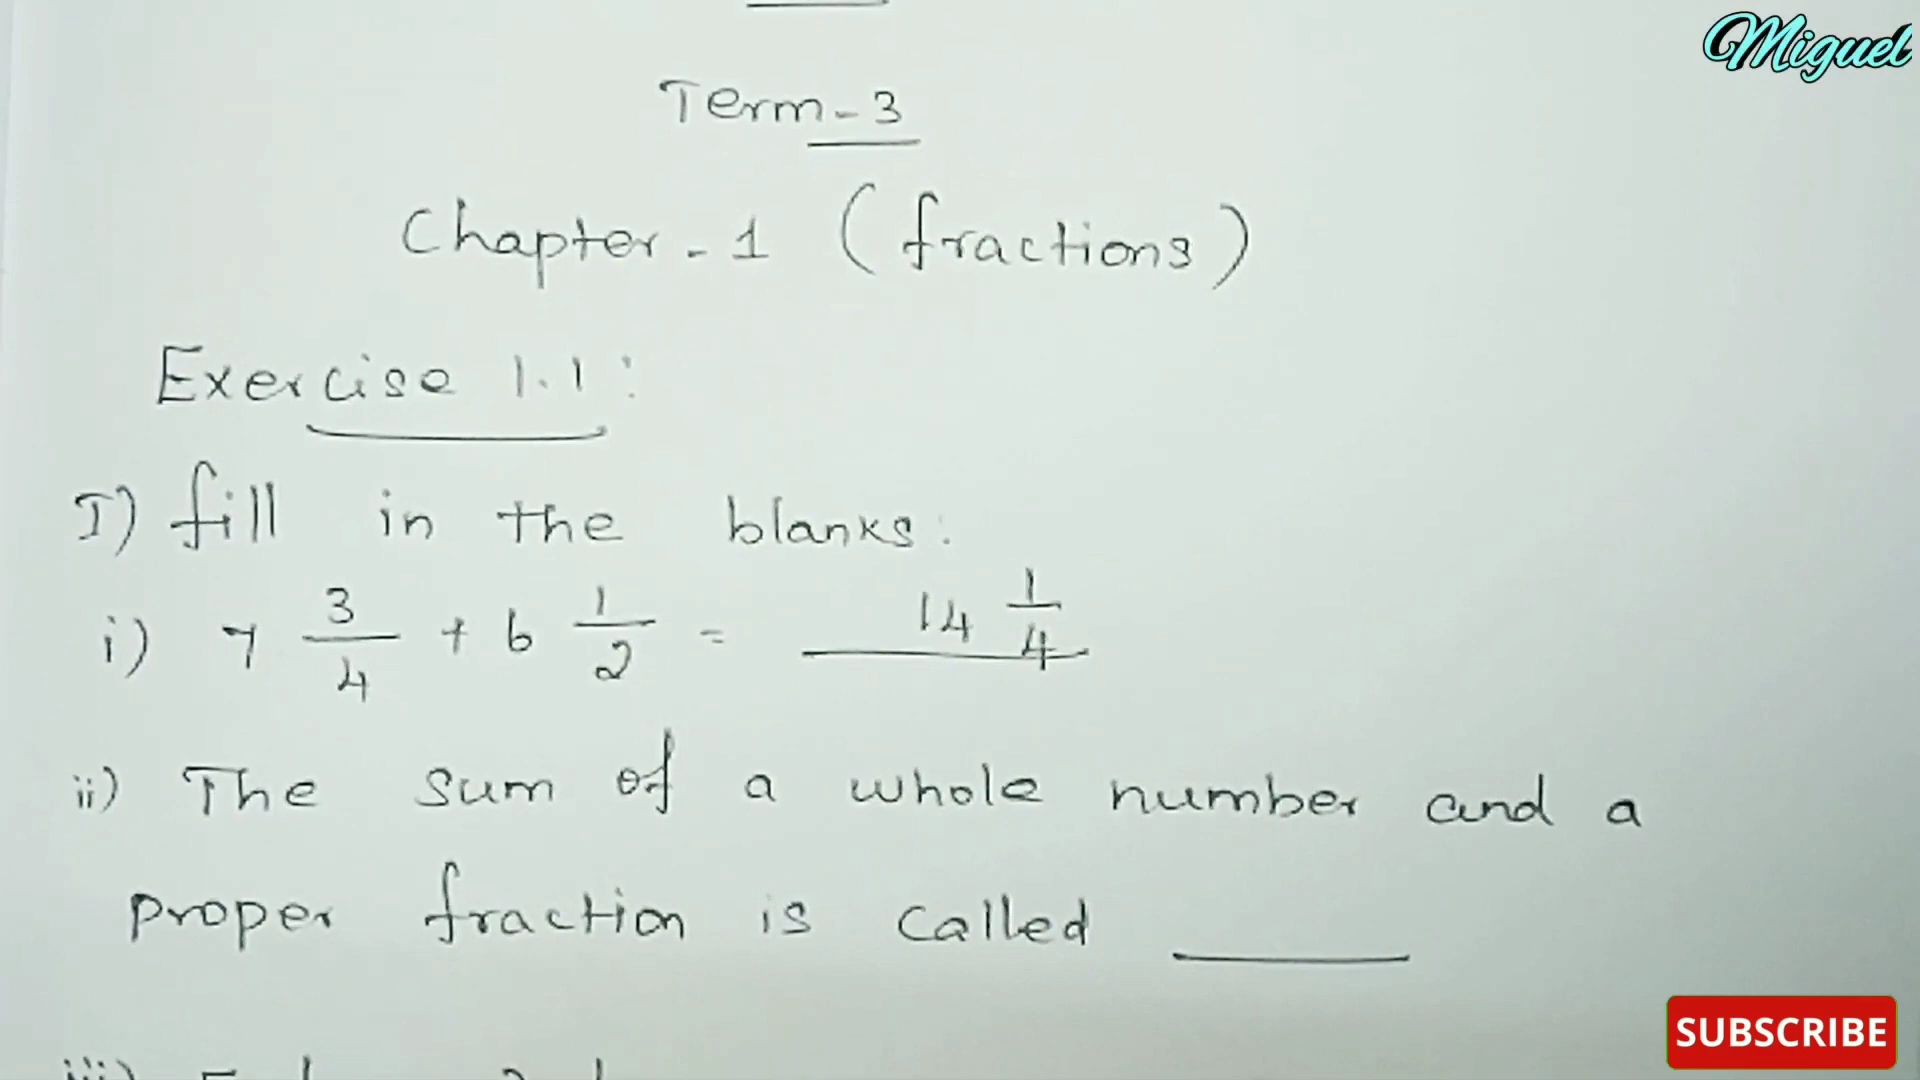 Miguel
Term-3
Chapter-1 (fractions)
Exercise 1.1:
I) fill in the blanks:
i) 7 3/4 + 6 1/2 = 14 1/4
ii) The sum of a whole number and a
proper fraction is called ____
SUBSCRIBE